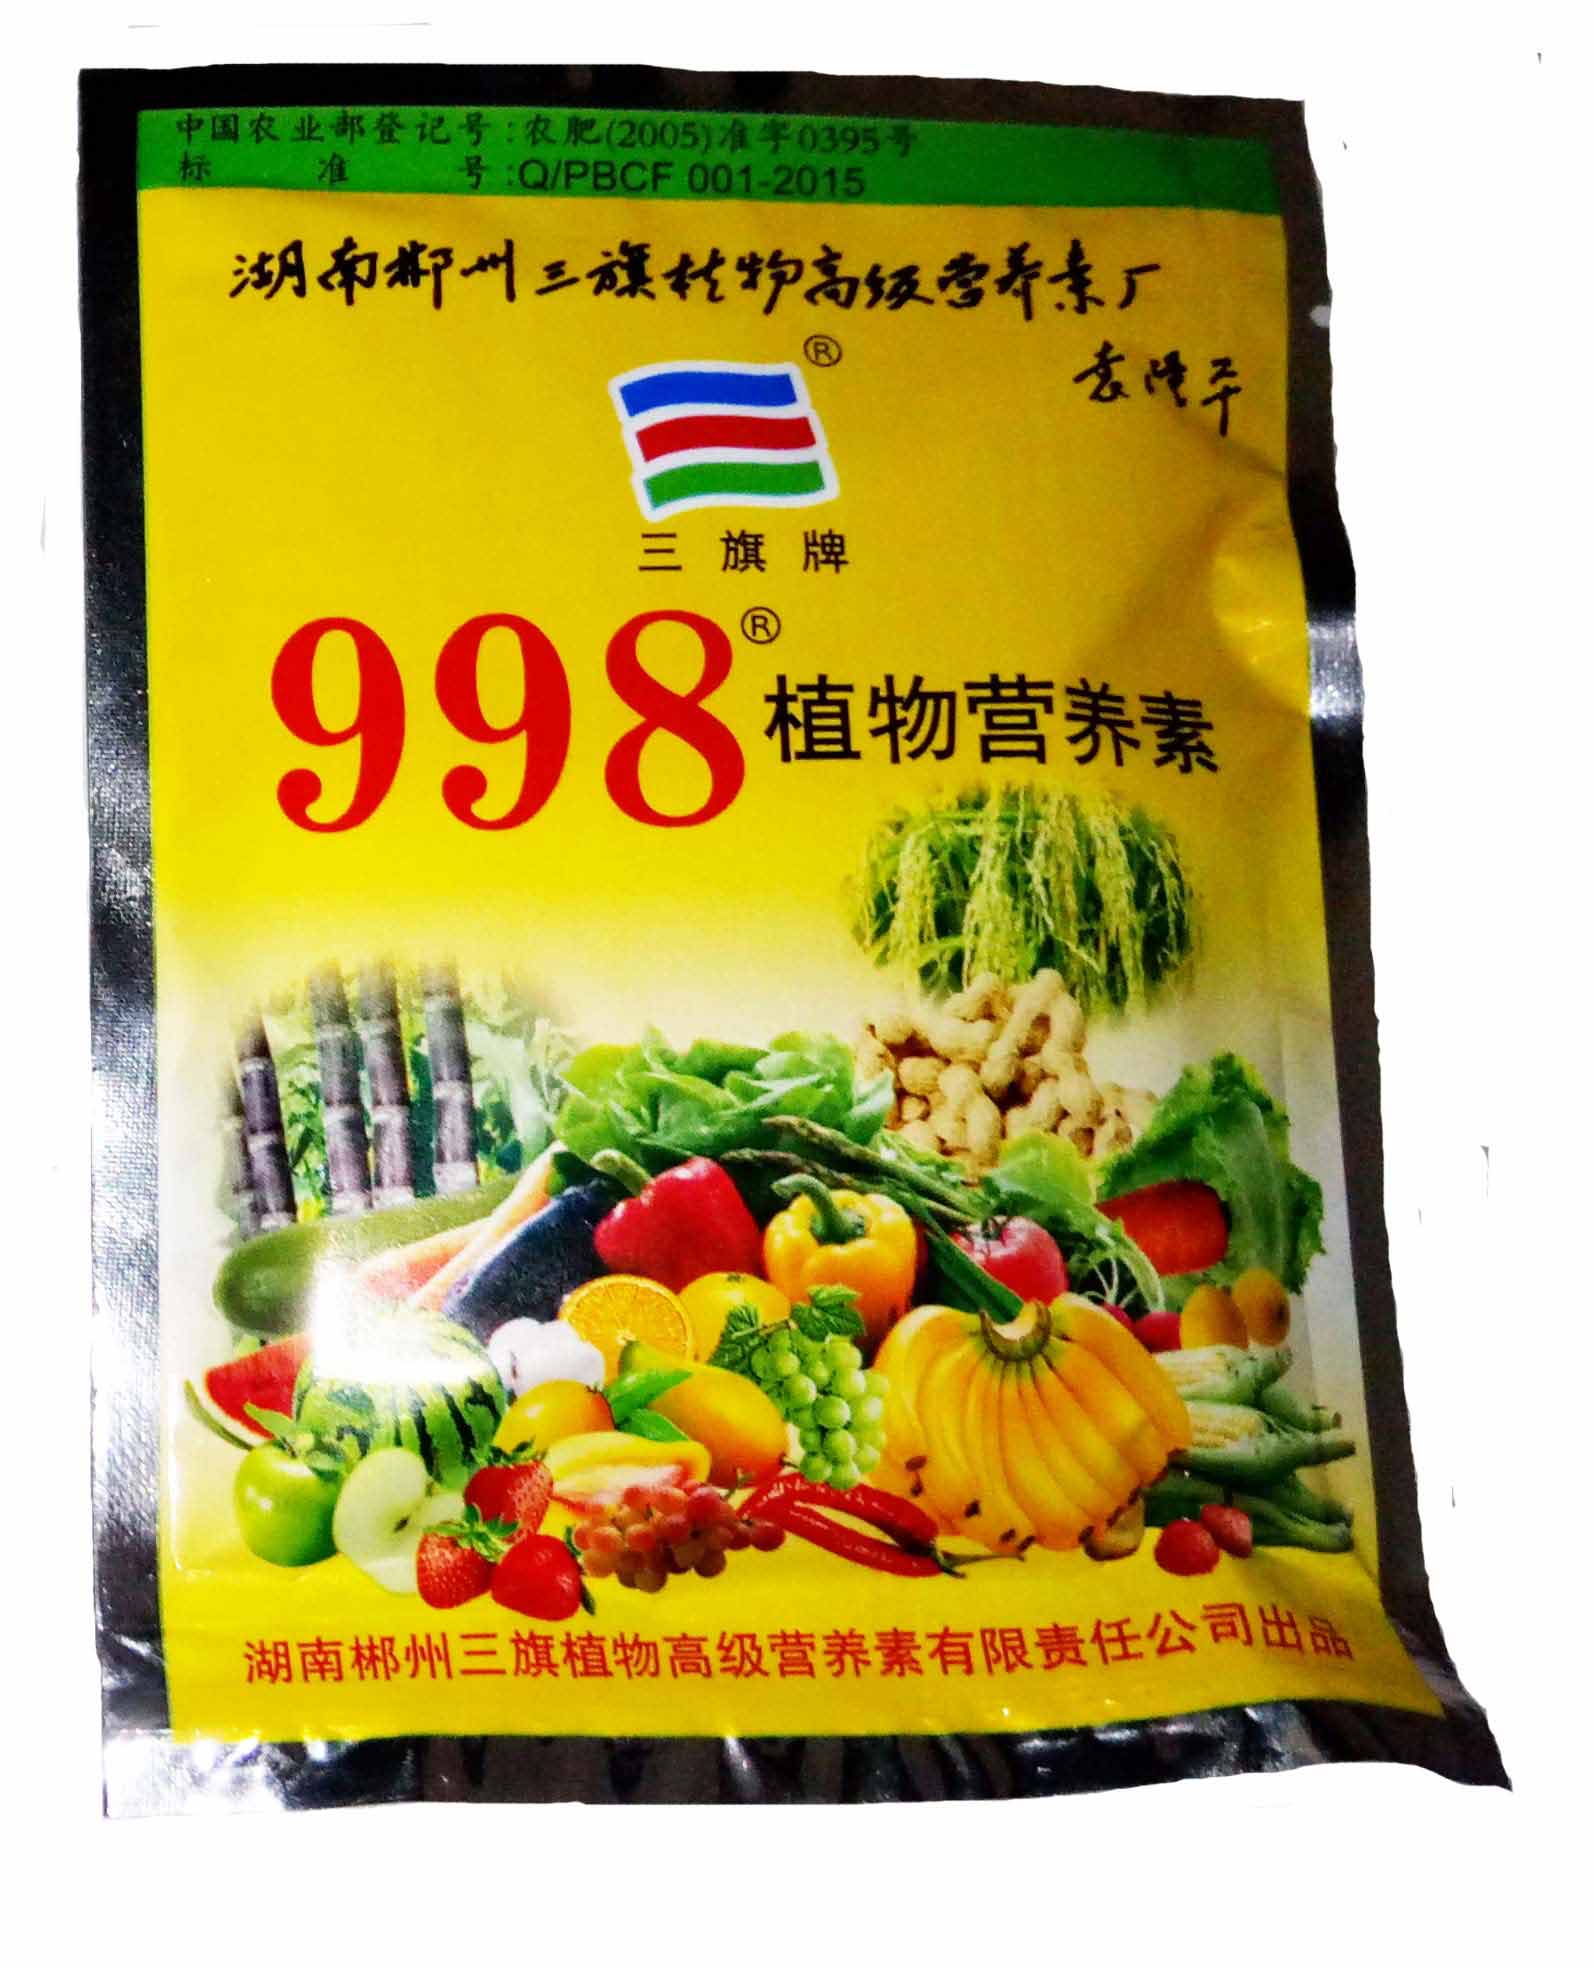 中国农业部登记号:农肥(2005)准字0395号
标准号:Q/PBCF 001-2015
湖南郴州三旗植物高级营养素厂
袁隆平
®
三旗牌
998®植物营养素
湖南郴州三旗植物高级营养素有限责任公司出品